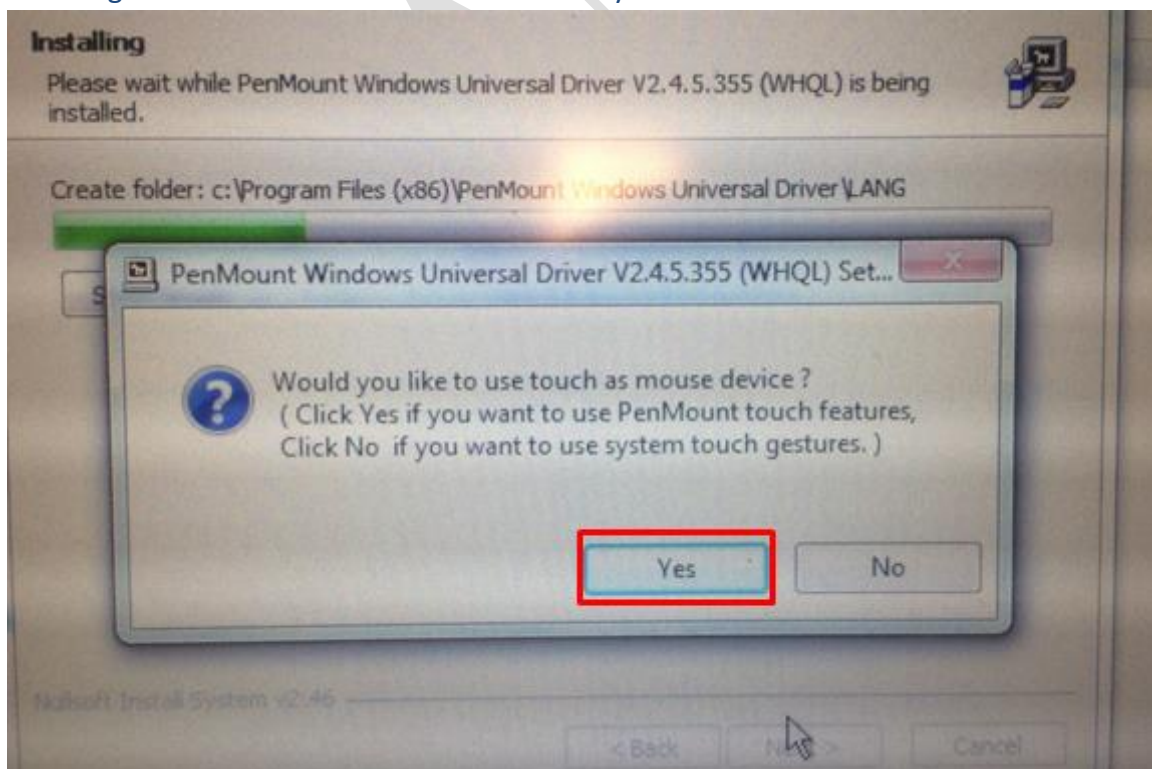 Installing
Please wait while PenMount Windows Universal Driver V2.4.5.355 (WHQL) is being
installed.
Create folder: c:\Program Files (x86)\PenMount Windows Universal Driver\LANG
PenMount Windows Universal Driver V2.4.5.355 (WHQL) Set...
Would you like to use touch as mouse device ?
( Click Yes if you want to use PenMount touch features,
Click No if you want to use system touch gestures. )
Yes No
Nullsoft Install System v2.46
< Back Next > Cancel